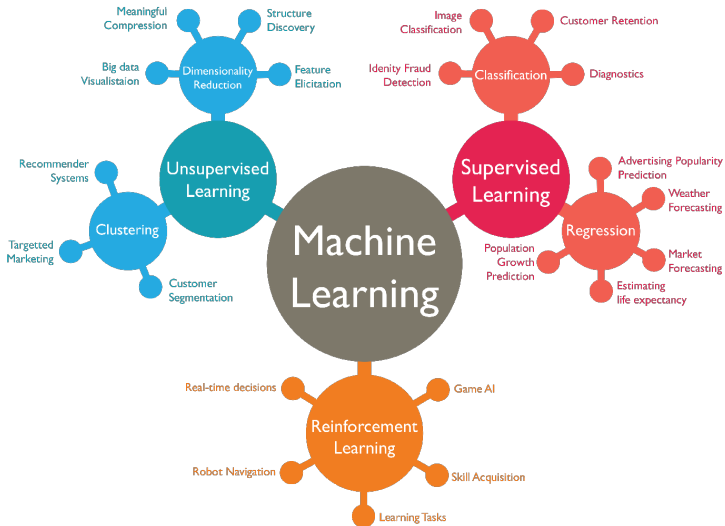 Meaningful
Compression
Structure
Discovery
Big data
Visualistaion
Dimensionality
Reduction
Feature
Elicitation
Unsupervised
Learning
Recommender
Systems
Clustering
Targetted
Marketing
Customer
Segmentation
Machine
Learning
Image
Classification
Customer Retention
Idenity Fraud
Detection
Classification
Diagnostics
Supervised
Learning
Advertising Popularity
Prediction
Weather
Forecasting
Regression
Population
Growth
Prediction
Market
Forecasting
Estimating
life expectancy
Real-time decisions
Game AI
Reinforcement
Learning
Robot Navigation
Skill Acquisition
Learning Tasks